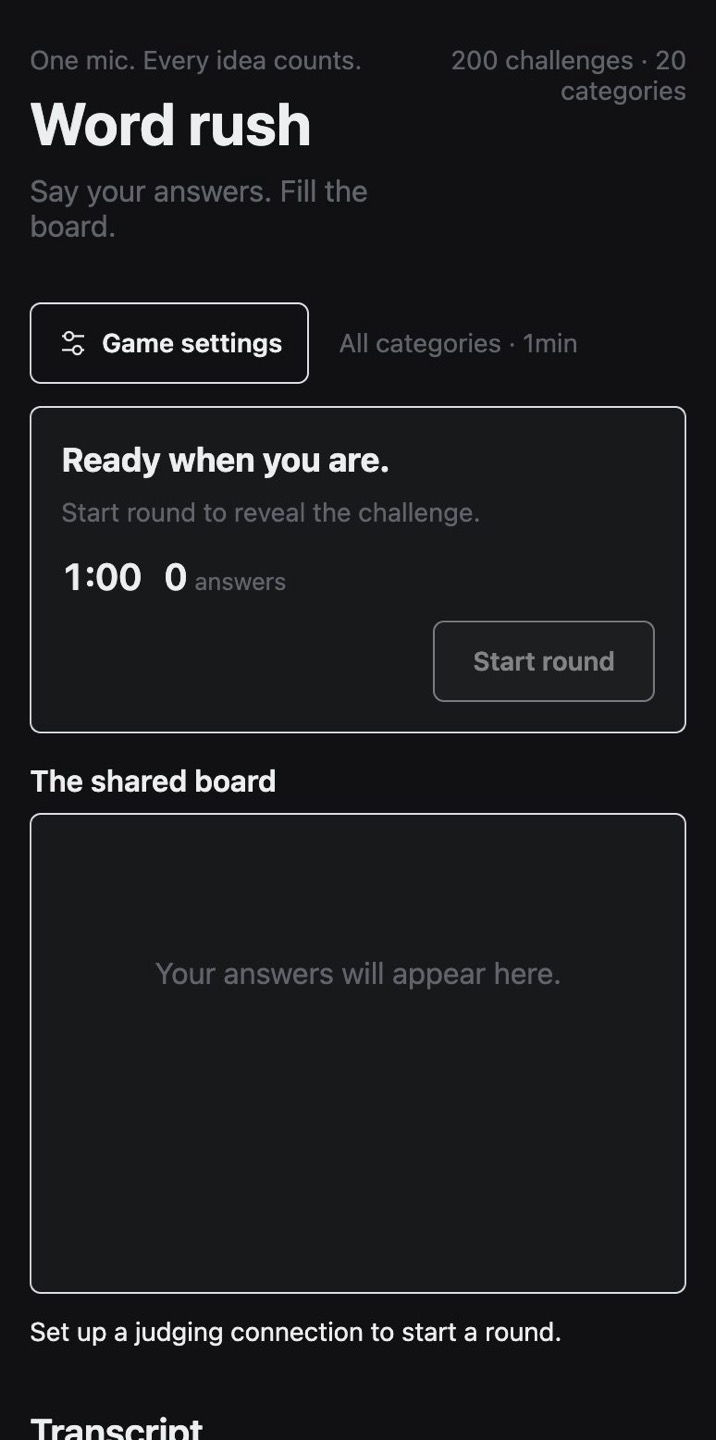 One mic. Every idea counts.
200 challenges · 20
categories
Word rush
Say your answers. Fill the
board.
Game settings
All categories · 1min
Ready when you are.
Start round to reveal the challenge.
1:00 0 answers
Start round
The shared board
Your answers will appear here.
Set up a judging connection to start a round.
Transcript